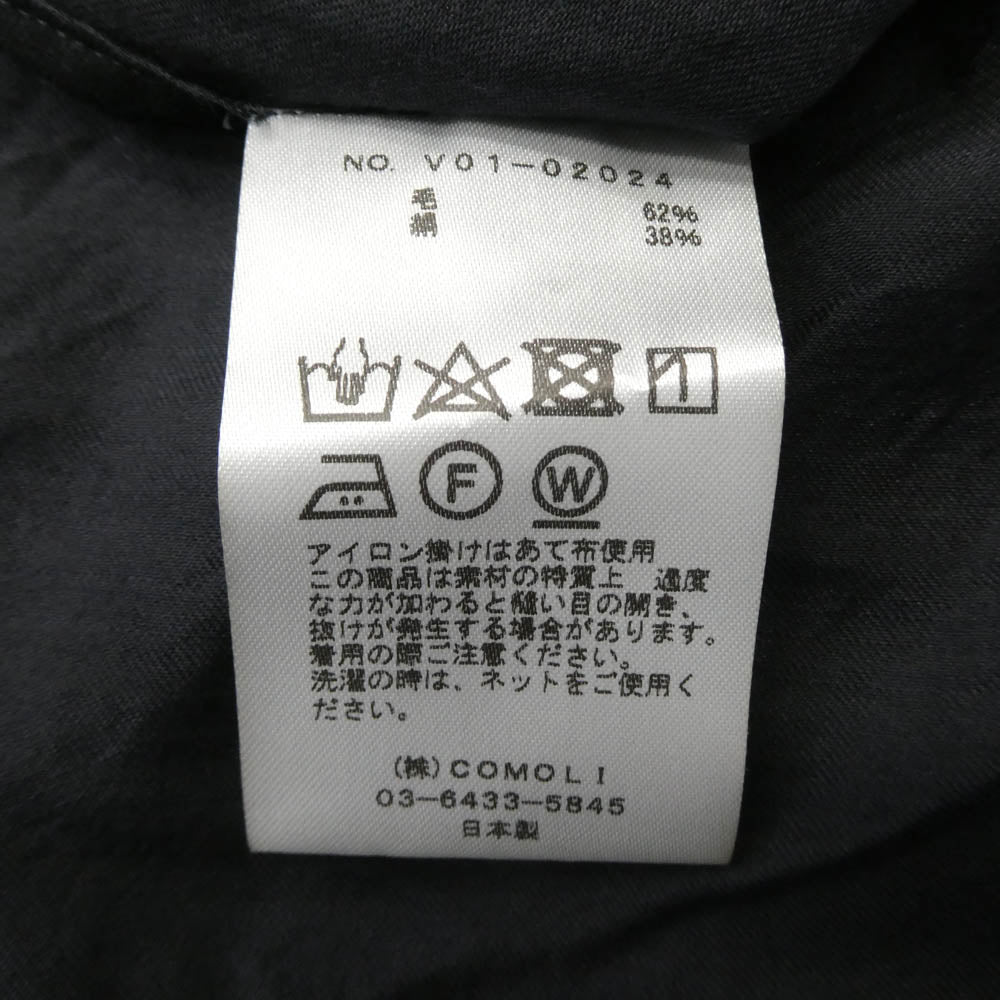 NO. V01-02024
毛 62%
絹 38%
F W
アイロン掛けはあて布使用
この商品は素材の特質上 過度
な力が加わると縫い目の開き、
抜けが発生する場合があります。
着用の際ご注意ください。
洗濯の時は、ネットをご使用く
ださい。
(株)COMOLI
03-6433-5845
日本製